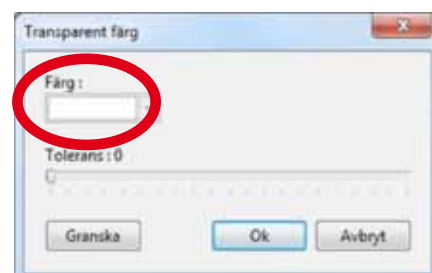 Transparent färg
Färg :
Tolerans : 0
Granska
Ok
Avbryt